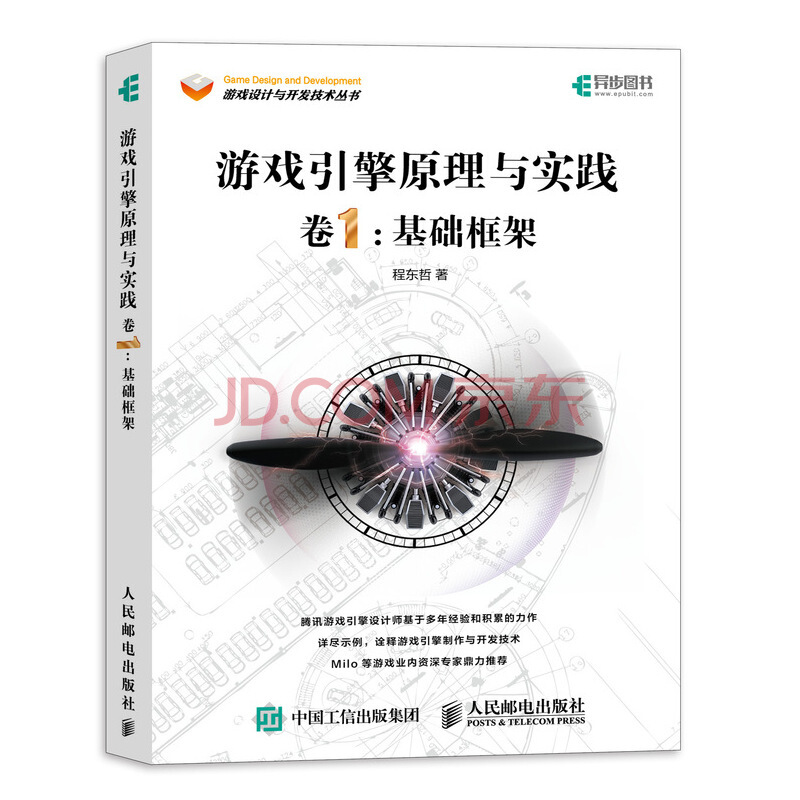 Game Design and Development
游戏设计与开发技术丛书
异步图书
www.epubit.com
游戏引擎原理与实践
卷1:基础框架
程东哲 著
JD.COM 京东
腾讯游戏引擎设计师基于多年经验和积累的力作
详尽示例，诠释游戏引擎制作与开发技术
Milo 等游戏业内资深专家鼎力推荐
中国工信出版集团
人民邮电出版社
POSTS & TELECOM PRESS
游戏引擎原理与实践 卷1:基础框架
人民邮电出版社